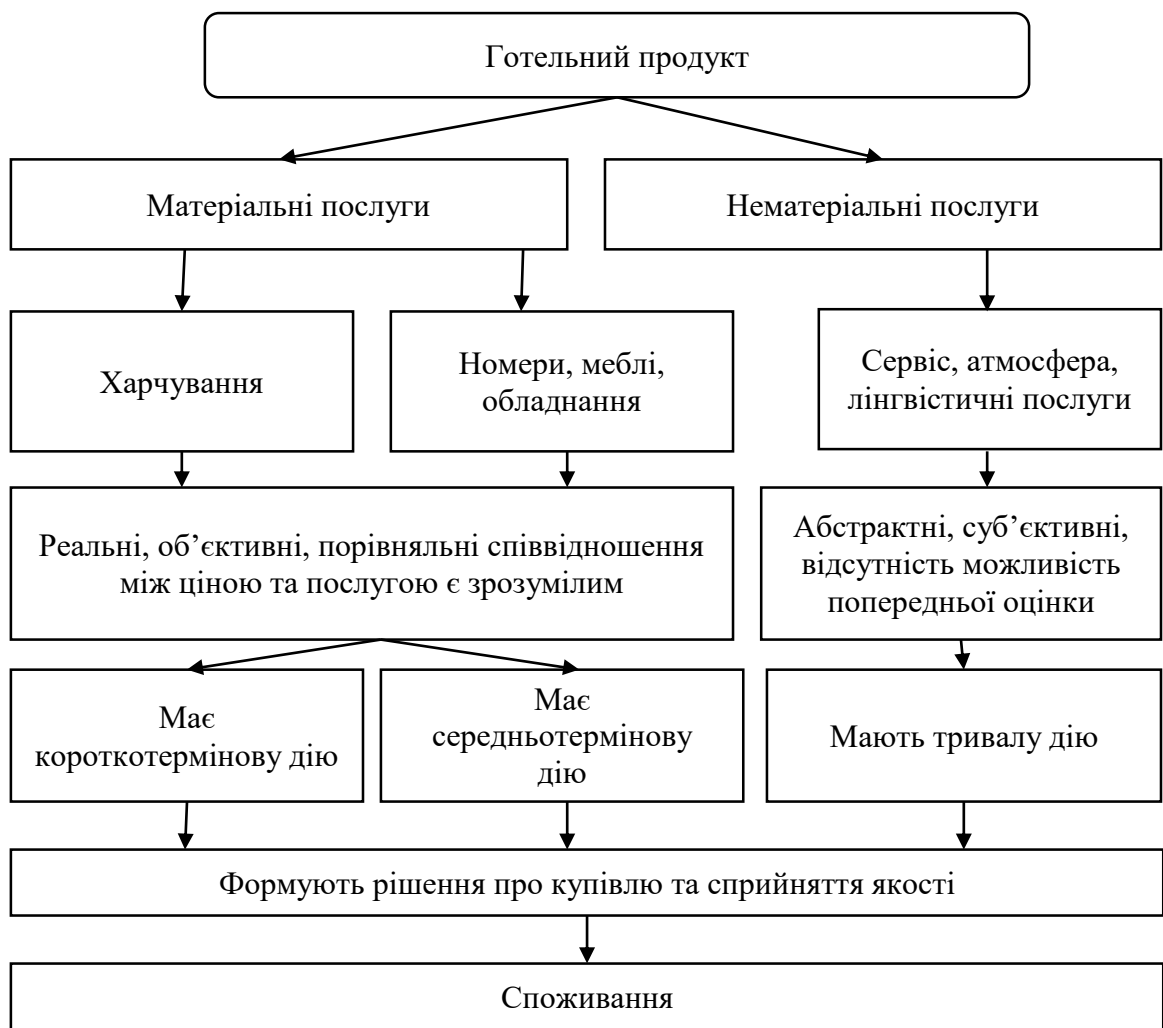 Готельний продукт
Матеріальні послуги
Нематеріальні послуги
Харчування
Номери, меблі,
обладнання
Сервіс, атмосфера,
лінгвістичні послуги
Реальні, об’єктивні, порівняльні співвідношення
між ціною та послугою є зрозумілим
Абстрактні, суб’єктивні,
відсутність можливість
попередньої оцінки
Має
короткотермінову дію
Має
середньотермінову
дію
Мають тривалу дію
Формують рішення про купівлю та сприйняття якості
Споживання